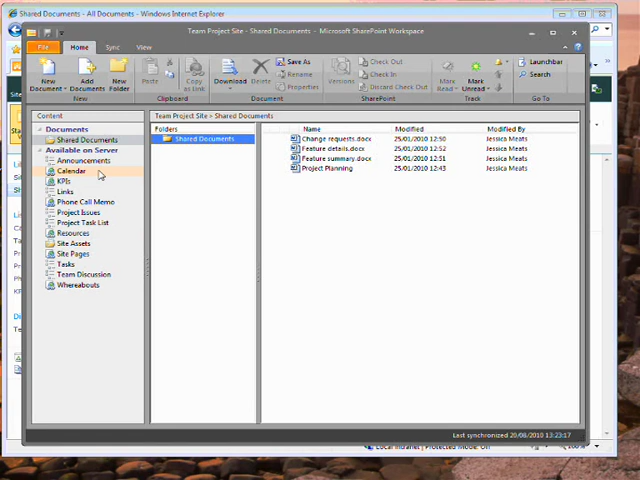 Shared Documents - All Documents - Windows Internet Explorer
Team Project Site - Shared Documents - Microsoft SharePoint Workspace
File Home Sync View
New Document
Add Documents
New Folder
New
Paste
Copy as Link
Clipboard
Download
Delete
Save As
Rename
Properties
Document
Versions
Check Out
Check In
Discard Check Out
SharePoint
Mark Read
Mark Unread
Track
Launchbar
Search
Go To
Content
Documents
Shared Documents
Available on Server
Announcements
Calendar
KPIs
Links
Phone Call Memo
Project Issues
Project Task List
Resources
Site Assets
Site Pages
Tasks
Team Discussion
Whereabouts
Team Project Site > Shared Documents
Folders
Shared Documents
Name Modified Modified By
Change requests.docx 25/01/2010 12:50 Jessica Meats
Feature details.docx 25/01/2010 12:52 Jessica Meats
Feature summary.docx 25/01/2010 12:51 Jessica Meats
Project Planning 25/01/2010 12:43 Jessica Meats
Last synchronized 20/08/2010 13:23:17